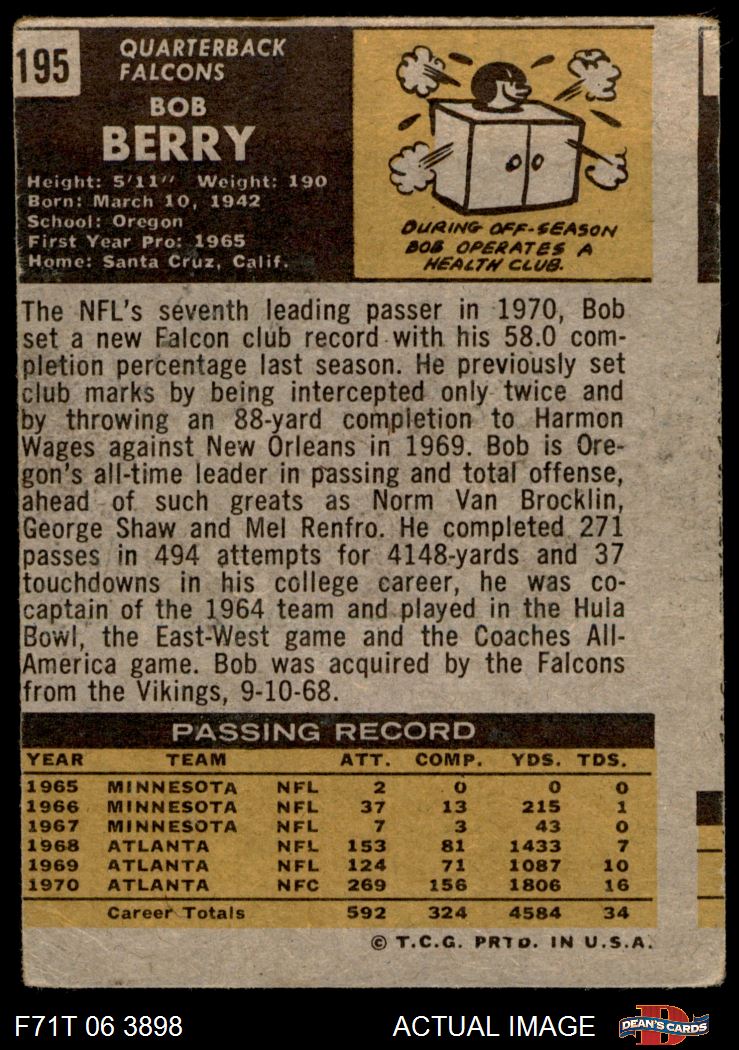 195
QUARTERBACK
FALCONS
BOB
BERRY
Height: 5'11" Weight: 190
Born: March 10, 1942
School: Oregon
First Year Pro: 1965
Home: Santa Cruz, Calif.
DURING OFF-SEASON
BOB OPERATES A
HEALTH CLUB.
The NFL's seventh leading passer in 1970, Bob
set a new Falcon club record with his 58.0 com-
pletion percentage last season. He previously set
club marks by being intercepted only twice and
by throwing an 88-yard completion to Harmon
Wages against New Orleans in 1969. Bob is Ore-
gon's all-time leader in passing and total offense,
ahead of such greats as Norm Van Brocklin,
George Shaw and Mel Renfro. He completed 271
passes in 494 attempts for 4148-yards and 37
touchdowns in his college career, he was co-
captain of the 1964 team and played in the Hula
Bowl, the East-West game and the Coaches All-
America game. Bob was acquired by the Falcons
from the Vikings, 9-10-68.
PASSING RECORD
YEAR TEAM ATT. COMP. YDS. TDS.
1965 MINNESOTA NFL 2 0 0 0
1966 MINNESOTA NFL 37 13 215 1
1967 MINNESOTA NFL 7 3 43 0
1968 ATLANTA NFL 153 81 1433 7
1969 ATLANTA NFL 124 71 1087 10
1970 ATLANTA NFC 269 156 1806 16
Career Totals 592 324 4584 34
© T.C.G. PRTD. IN U.S.A.
F71T 06 3898 ACTUAL IMAGE D DEAN'S CARDS